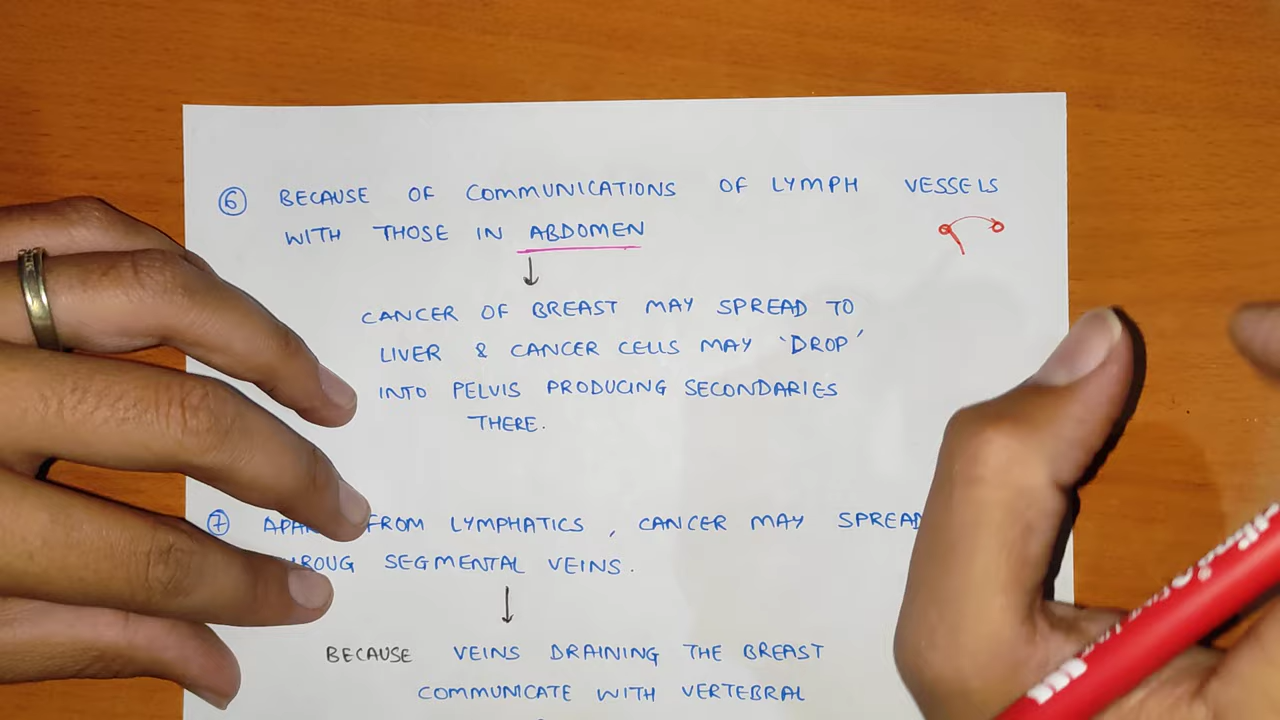 ⑥ BECAUSE OF COMMUNICATIONS OF LYMPH VESSELS
WITH THOSE IN ABDOMEN
↓
CANCER OF BREAST MAY SPREAD TO
LIVER & CANCER CELLS MAY 'DROP'
INTO PELVIS PRODUCING SECONDARIES
THERE.
⑦ FROM LYMPHATICS, CANCER MAY SPREAD
SEGMENTAL VEINS.
↓
BECAUSE VEINS DRAINING THE BREAST
COMMUNICATE WITH VERTEBRAL